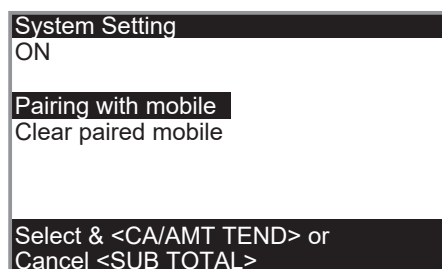 System Setting
ON
Pairing with mobile
Clear paired mobile
Select & <CA/AMT TEND> or
Cancel <SUB TOTAL>